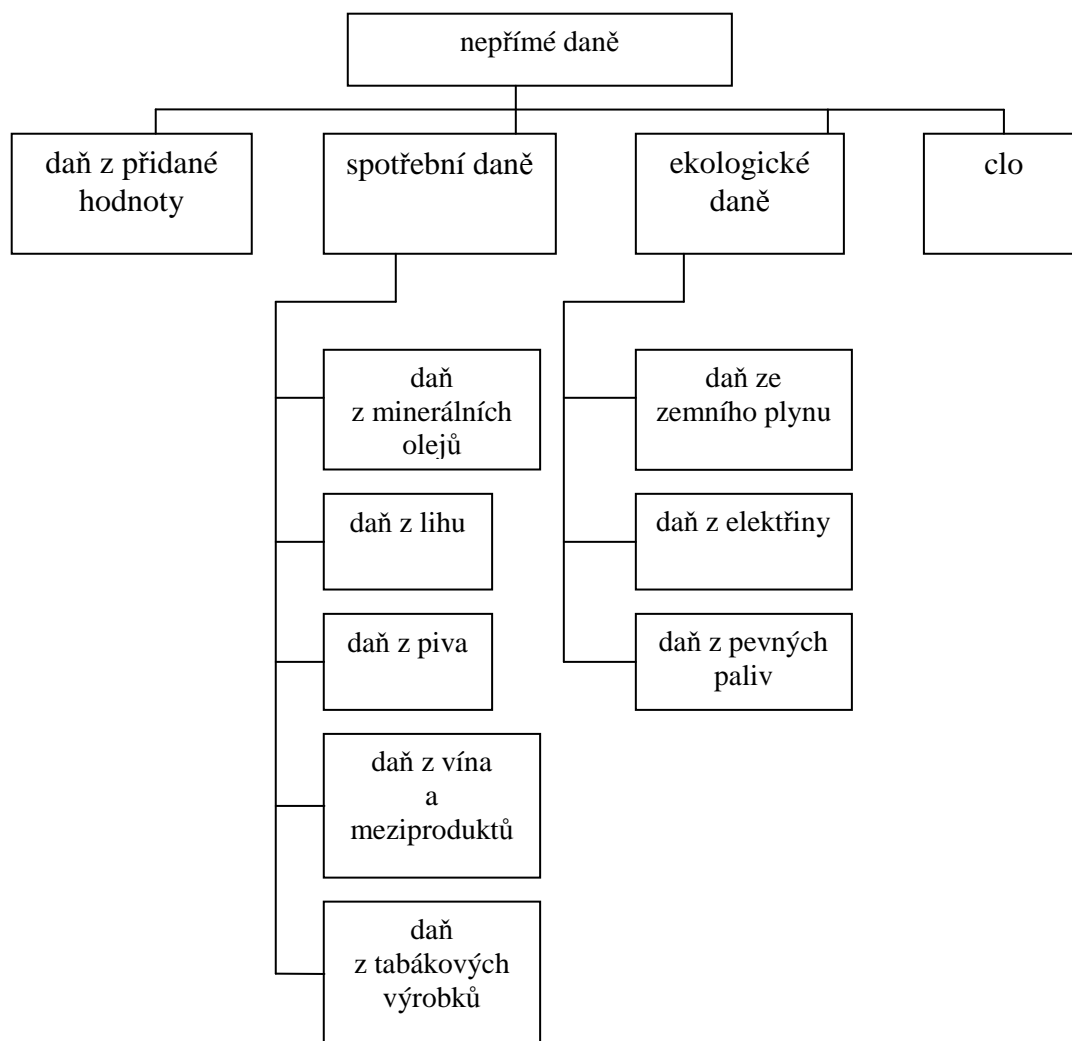 nepřímé daně
daň z přidané
hodnoty
spotřební daně
ekologické
daně
clo
daň
z minerálních
olejů
daň z lihu
daň z piva
daň z vína
a
meziproduktů
daň
z tabákových
výrobků
daň ze
zemního plynu
daň z elektřiny
daň z pevných
paliv